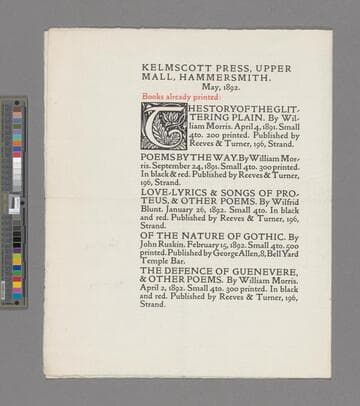 KELMSCOTT PRESS, UPPER
MALL, HAMMERSMITH.
May, 1892.
Books already printed:
THE STORY OF THE GLIT-
TERING PLAIN. By Wil-
liam Morris. April 4, 1891. Small
4to. 200 printed. Published by
Reeves & Turner, 196, Strand.
POEMS BY THE WAY. By William Mor-
ris. September 24, 1891. Small 4to. 300 printed.
In black & red. Published by Reeves & Turner,
196, Strand.
LOVE-LYRICS & SONGS OF PRO-
TEUS, & OTHER POEMS. By Wilfrid
Blunt. January 26, 1892. Small 4to. In black
and red. Published by Reeves & Turner, 196,
Strand.
OF THE NATURE OF GOTHIC. By
John Ruskin. February 15, 1892. Small 4to. 500
printed. Published by George Allen, 8, Bell Yard
Temple Bar.
THE DEFENCE OF GUENEVERE,
& OTHER POEMS. By William Morris.
April 2, 1892. Small 4to. 300 printed. In black
and red. Published by Reeves & Turner, 196,
Strand.